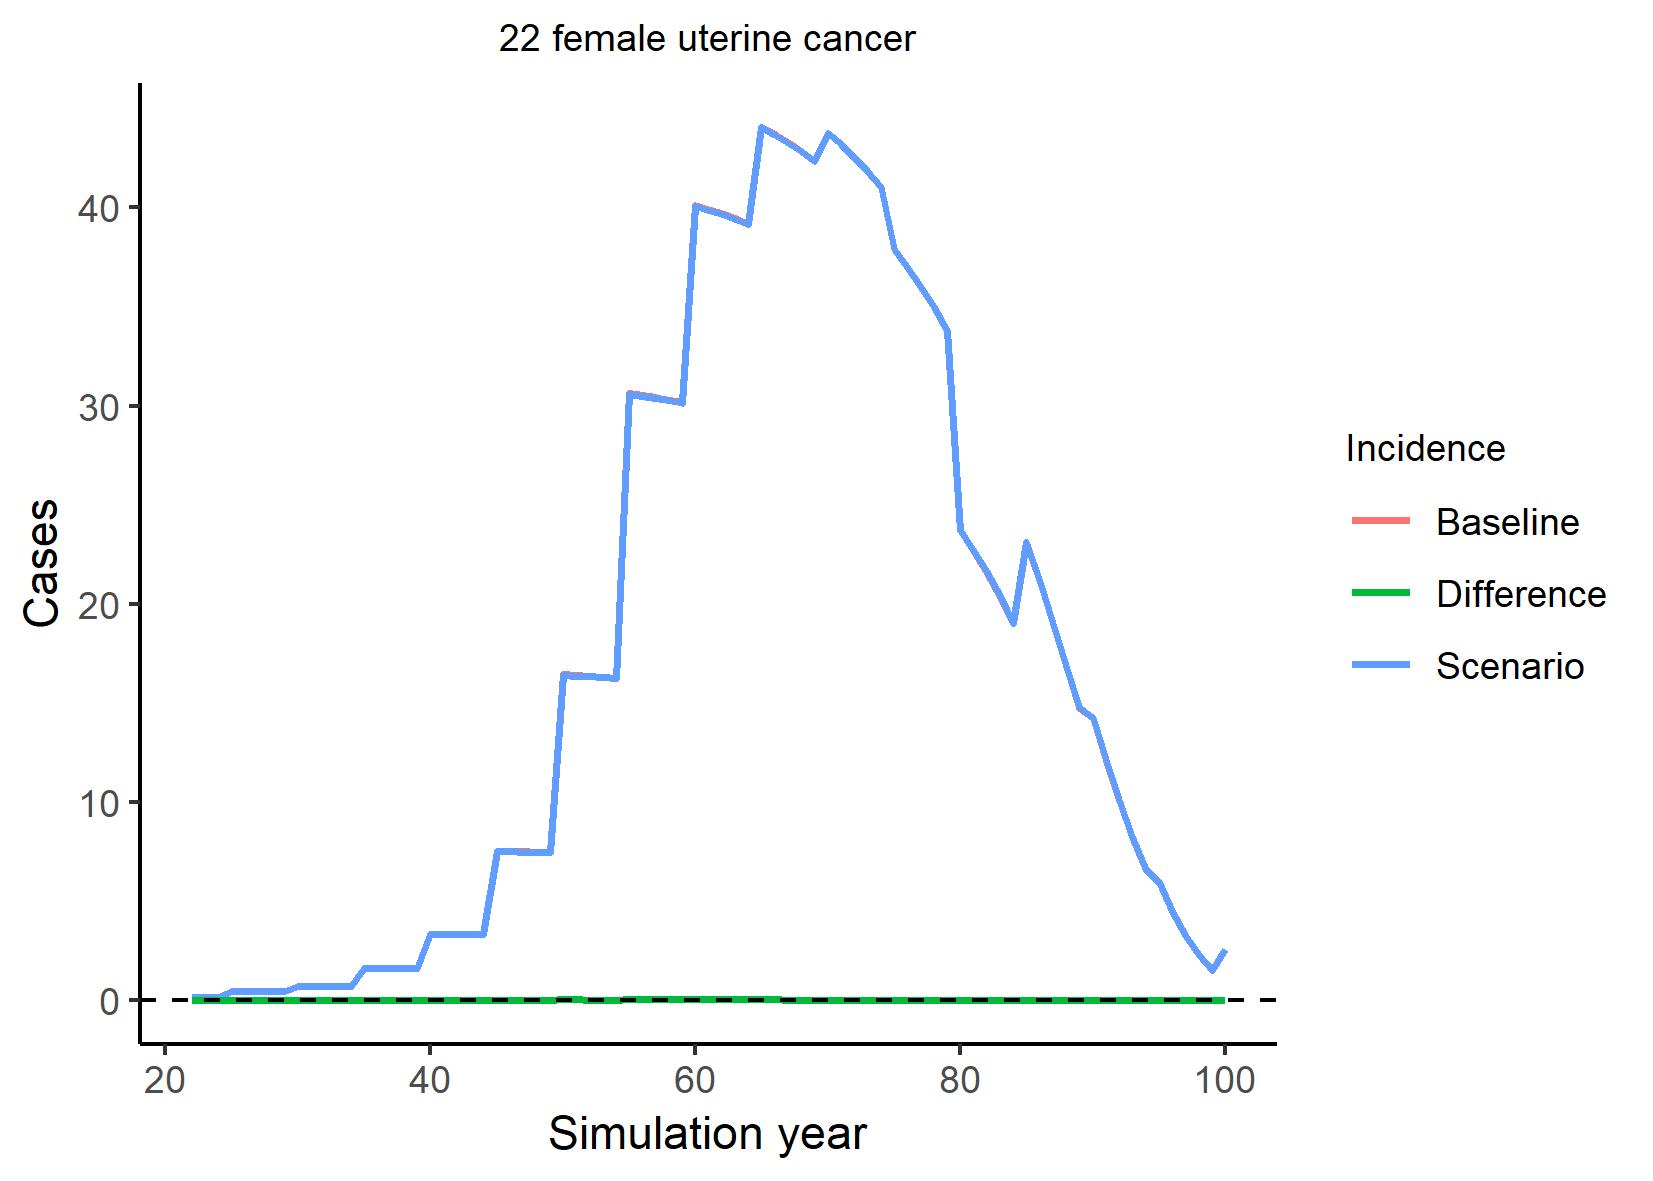 22 female uterine cancer
Cases
40
30
20
10
0
20 40 60 80 100
Simulation year
Incidence
Baseline
Difference
Scenario